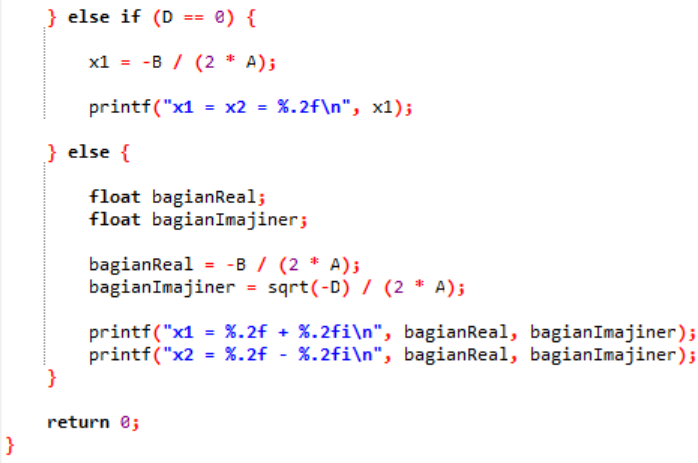 } else if (D == 0) {
x1 = -B / (2 * A);
printf("x1 = x2 = %.2f\n", x1);
} else {
float bagianReal;
float bagianImajiner;
bagianReal = -B / (2 * A);
bagianImajiner = sqrt(-D) / (2 * A);
printf("x1 = %.2f + %.2fi\n", bagianReal, bagianImajiner);
printf("x2 = %.2f - %.2fi\n", bagianReal, bagianImajiner);
}
return 0;
}